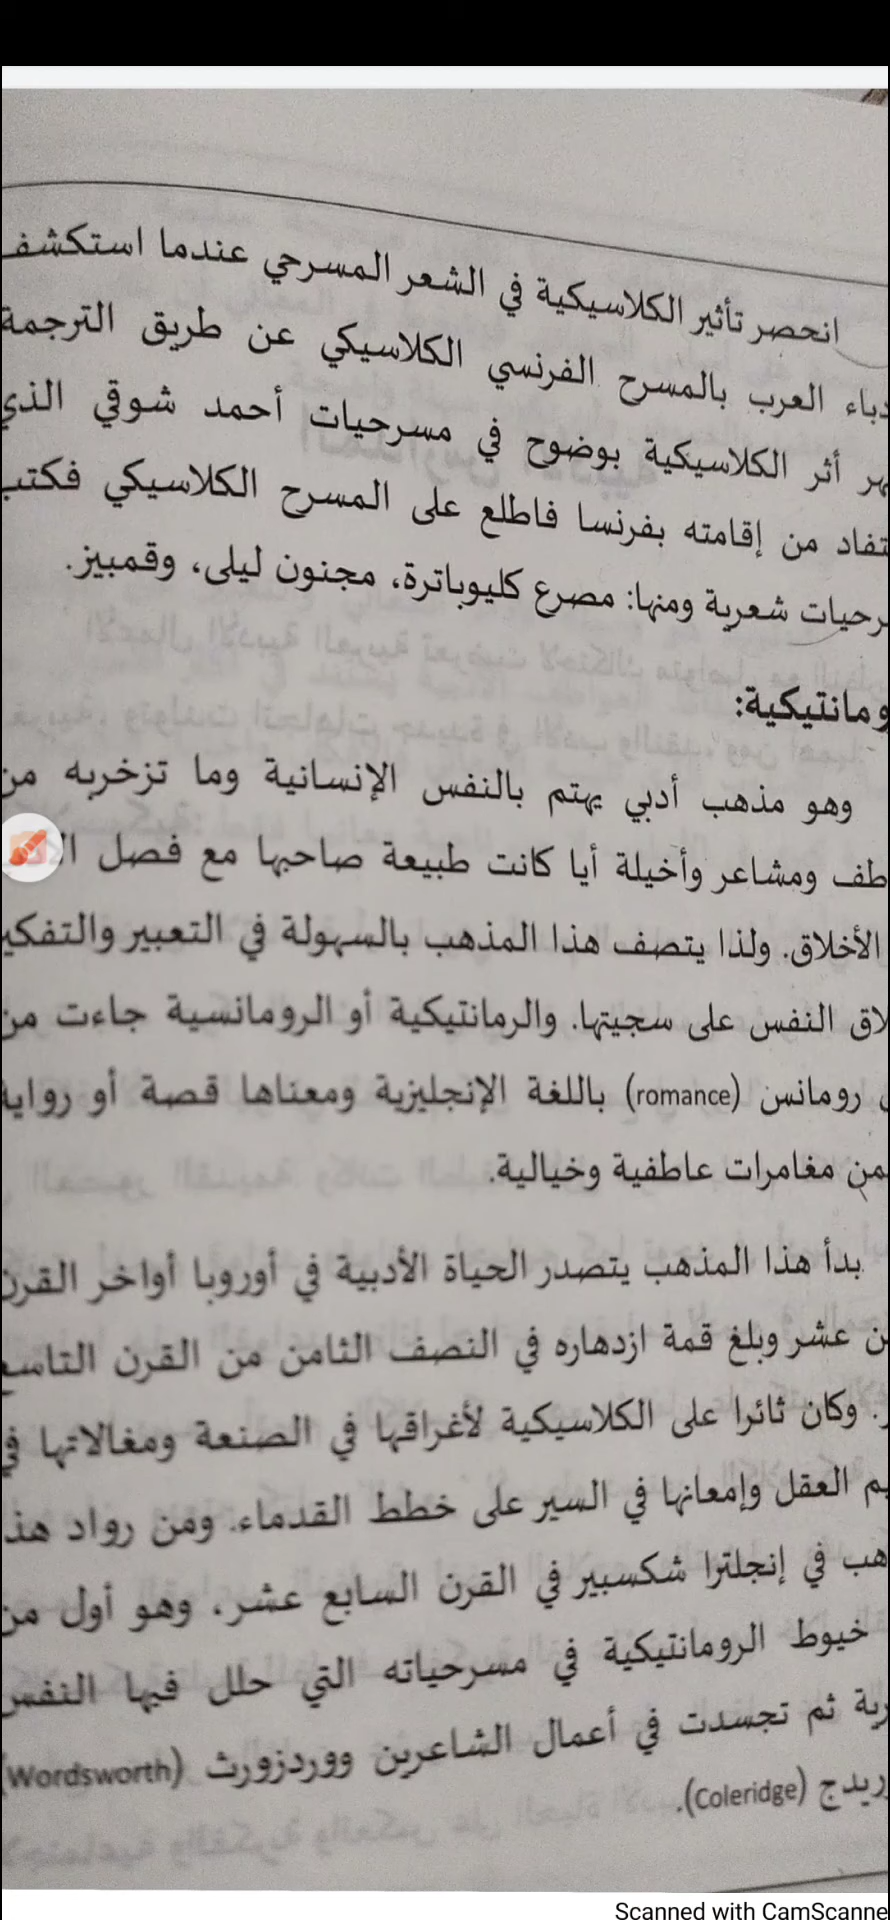 انحصر تأثير الكلاسيكية في الشعر المسرحي عندما استكشف
دباء العرب بالمسرح الفرنسي الكلاسيكي عن طريق الترجمة
هر أثر الكلاسيكية بوضوح في مسرحيات أحمد شوقي الذي
تفاد من إقامته بفرنسا فاطلع على المسرح الكلاسيكي فكتب
رحيات شعرية ومنها: مصرع كليوباترة، مجنون ليلى، وقمبيز.
ومانتيكية:
وهو مذهب أدبي يهتم بالنفس الإنسانية وما تزخربه من
طف ومشاعر وأخيلة أيا كانت طبيعة صاحبها مع فصل
الأخلاق. ولذا يتصف هذا المذهب بالسهولة في التعبير والتفكير
لاق النفس على سجيتها. والرمانتيكية أو الرومانسية جاءت من
رومانس (romance) باللغة الإنجليزية ومعناها قصة أو رواية
من مغامرات عاطفية وخيالية.
بدأ هذا المذهب يتصدر الحياة الأدبية في أوروبا أواخر القرن
ن عشر وبلغ قمة ازدهاره في النصف الثامن من القرن التاسع
. وكان ثائرا على الكلاسيكية لأغراقها في الصنعة ومغالاتها في
يم العقل وإمعانها في السير على خطط القدماء. ومن رواد هذ
هب في إنجلترا شكسبير في القرن السابع عشر، وهو أول من
خيوط الرومانتيكية في مسرحياته التي حلل فيها النفس
رية ثم تجسدت في أعمال الشاعرين ووردزورث (Wordsworth)
ريدج (Coleridge).
Scanned with CamScanne